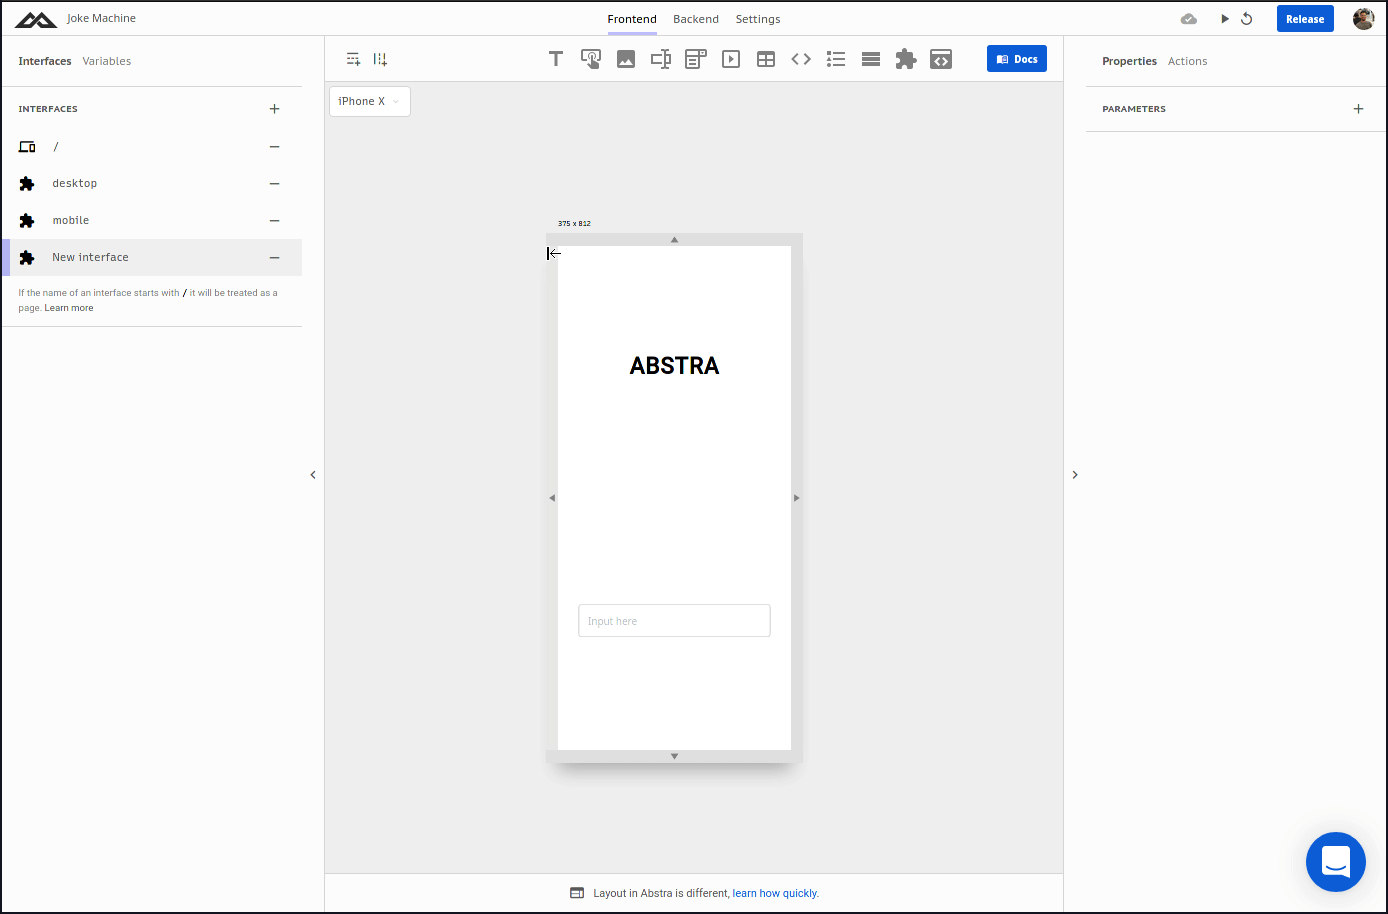 Joke Machine
Frontend Backend Settings
Release
Interfaces Variables
Docs
Properties Actions
INTERFACES
iPhone X
PARAMETERS
/
desktop
mobile
New interface
If the name of an interface starts with / it will be treated as a
page. Learn more
375 x 812
ABSTRA
Input here
Layout in Abstra is different, learn how quickly.